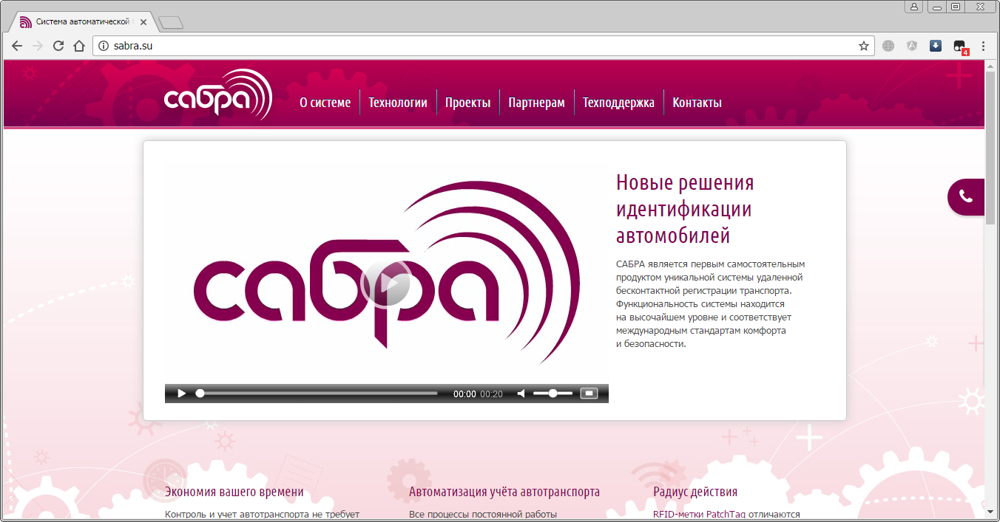 Система автоматической
sabra.su
4
сабра
О системе
Технологии
Проекты
Партнерам
Техподдержка
Контакты
сабра
Новые решения
идентификации
автомобилей
САБРА является первым самостоятельным
продуктом уникальной системы удаленной
бесконтактной регистрации транспорта.
Функциональность системы находится
на высочайшем уровне и соответствует
международным стандартам комфорта
и безопасности.
00:00 00:20
Экономия вашего времени
Контроль и учет автотранспорта не требует
Автоматизация учёта автотранспорта
Все процессы постоянной работы
Радиус действия
RFID-метки PatchTag отличаются